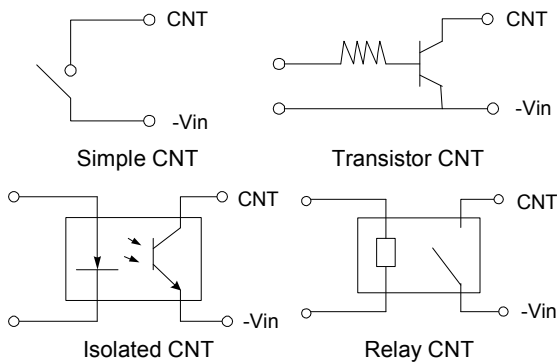 CNT
-Vin
Simple CNT
CNT
-Vin
Transistor CNT
CNT
-Vin
Isolated CNT
CNT
-Vin
Relay CNT